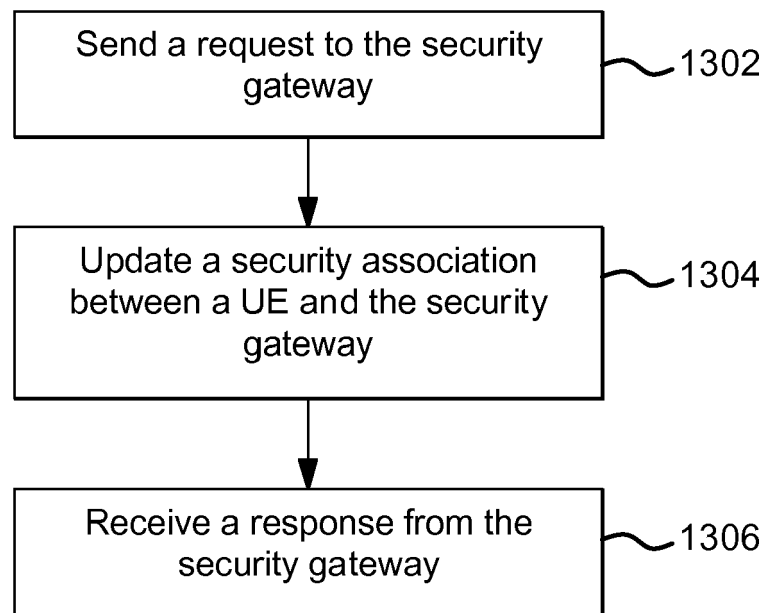 Send a request to the security
gateway
1302
Update a security association
between a UE and the security
gateway
1304
Receive a response from the
security gateway
1306